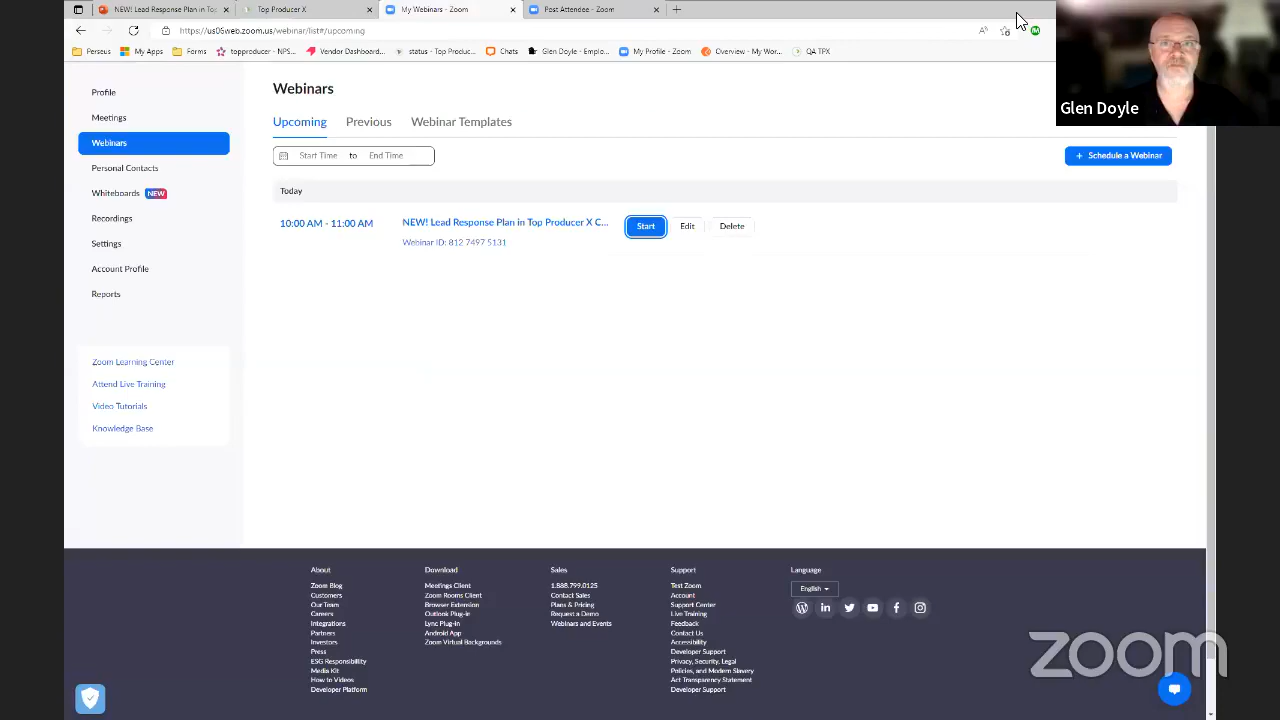 NEW! Lead Response Plan in To
Top Producer X
My Webinars - Zoom
Post Attendee - Zoom
https://us06web.zoom.us/webinar/list#/upcoming
Perseus
My Apps
Forms
topproducer - NPS...
Vendor Dashboard...
status - Top Produc...
Chats
Glen Doyle - Emplo...
My Profile - Zoom
Overview - My Wor...
QA TPX
Glen Doyle
Profile
Meetings
Webinars
Personal Contacts
Whiteboards NEW
Recordings
Settings
Account Profile
Reports
Zoom Learning Center
Attend Live Training
Video Tutorials
Knowledge Base
Webinars
Upcoming Previous Webinar Templates
Start Time to End Time
+ Schedule a Webinar
Today
10:00 AM - 11:00 AM NEW! Lead Response Plan in Top Producer X C... Start Edit Delete
Webinar ID: 812 7497 5131
About
Zoom Blog
Customers
Our Team
Careers
Integrations
Partners
Investors
Press
ESG Responsibility
Media Kit
How to Videos
Developer Platform
Download
Meetings Client
Zoom Rooms Client
Browser Extension
Outlook Plug-in
Lync Plug-in
Android App
Zoom Virtual Backgrounds
Sales
1.888.799.0125
Contact Sales
Plans & Pricing
Request a Demo
Webinars and Events
Support
Test Zoom
Account
Support Center
Live Training
Feedback
Contact Us
Accessibility
Developer Support
Privacy, Security, Legal
Policies, and Modern Slavery
Act Transparency Statement
Developer Support
Language
English
zoom